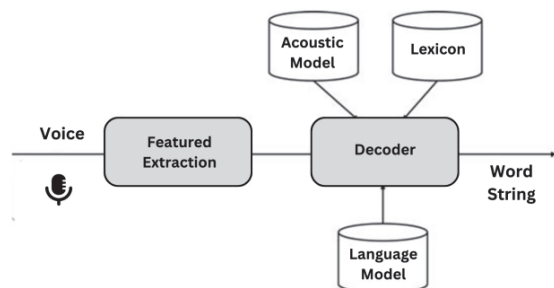 Acoustic
Model
Lexicon
Voice
Featured
Extraction
Decoder
Word
String
Language
Model